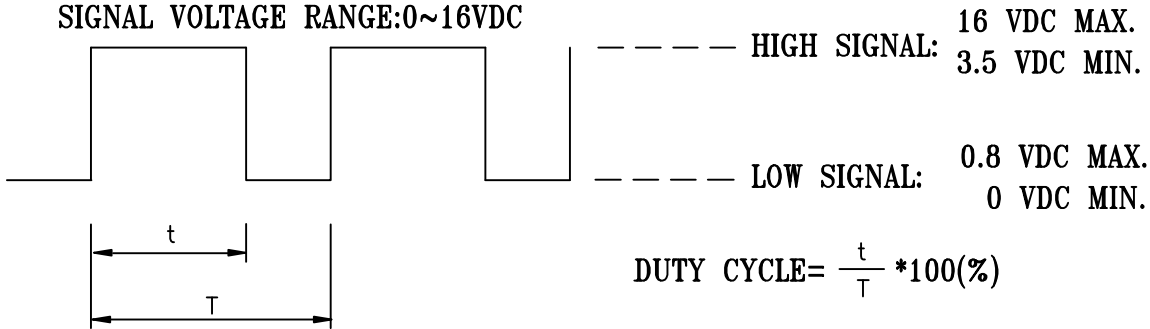 SIGNAL VOLTAGE RANGE:0~16VDC
HIGH SIGNAL: 16 VDC MAX.
3.5 VDC MIN.
LOW SIGNAL: 0.8 VDC MAX.
0 VDC MIN.
t
T
DUTY CYCLE= t/T *100(%)